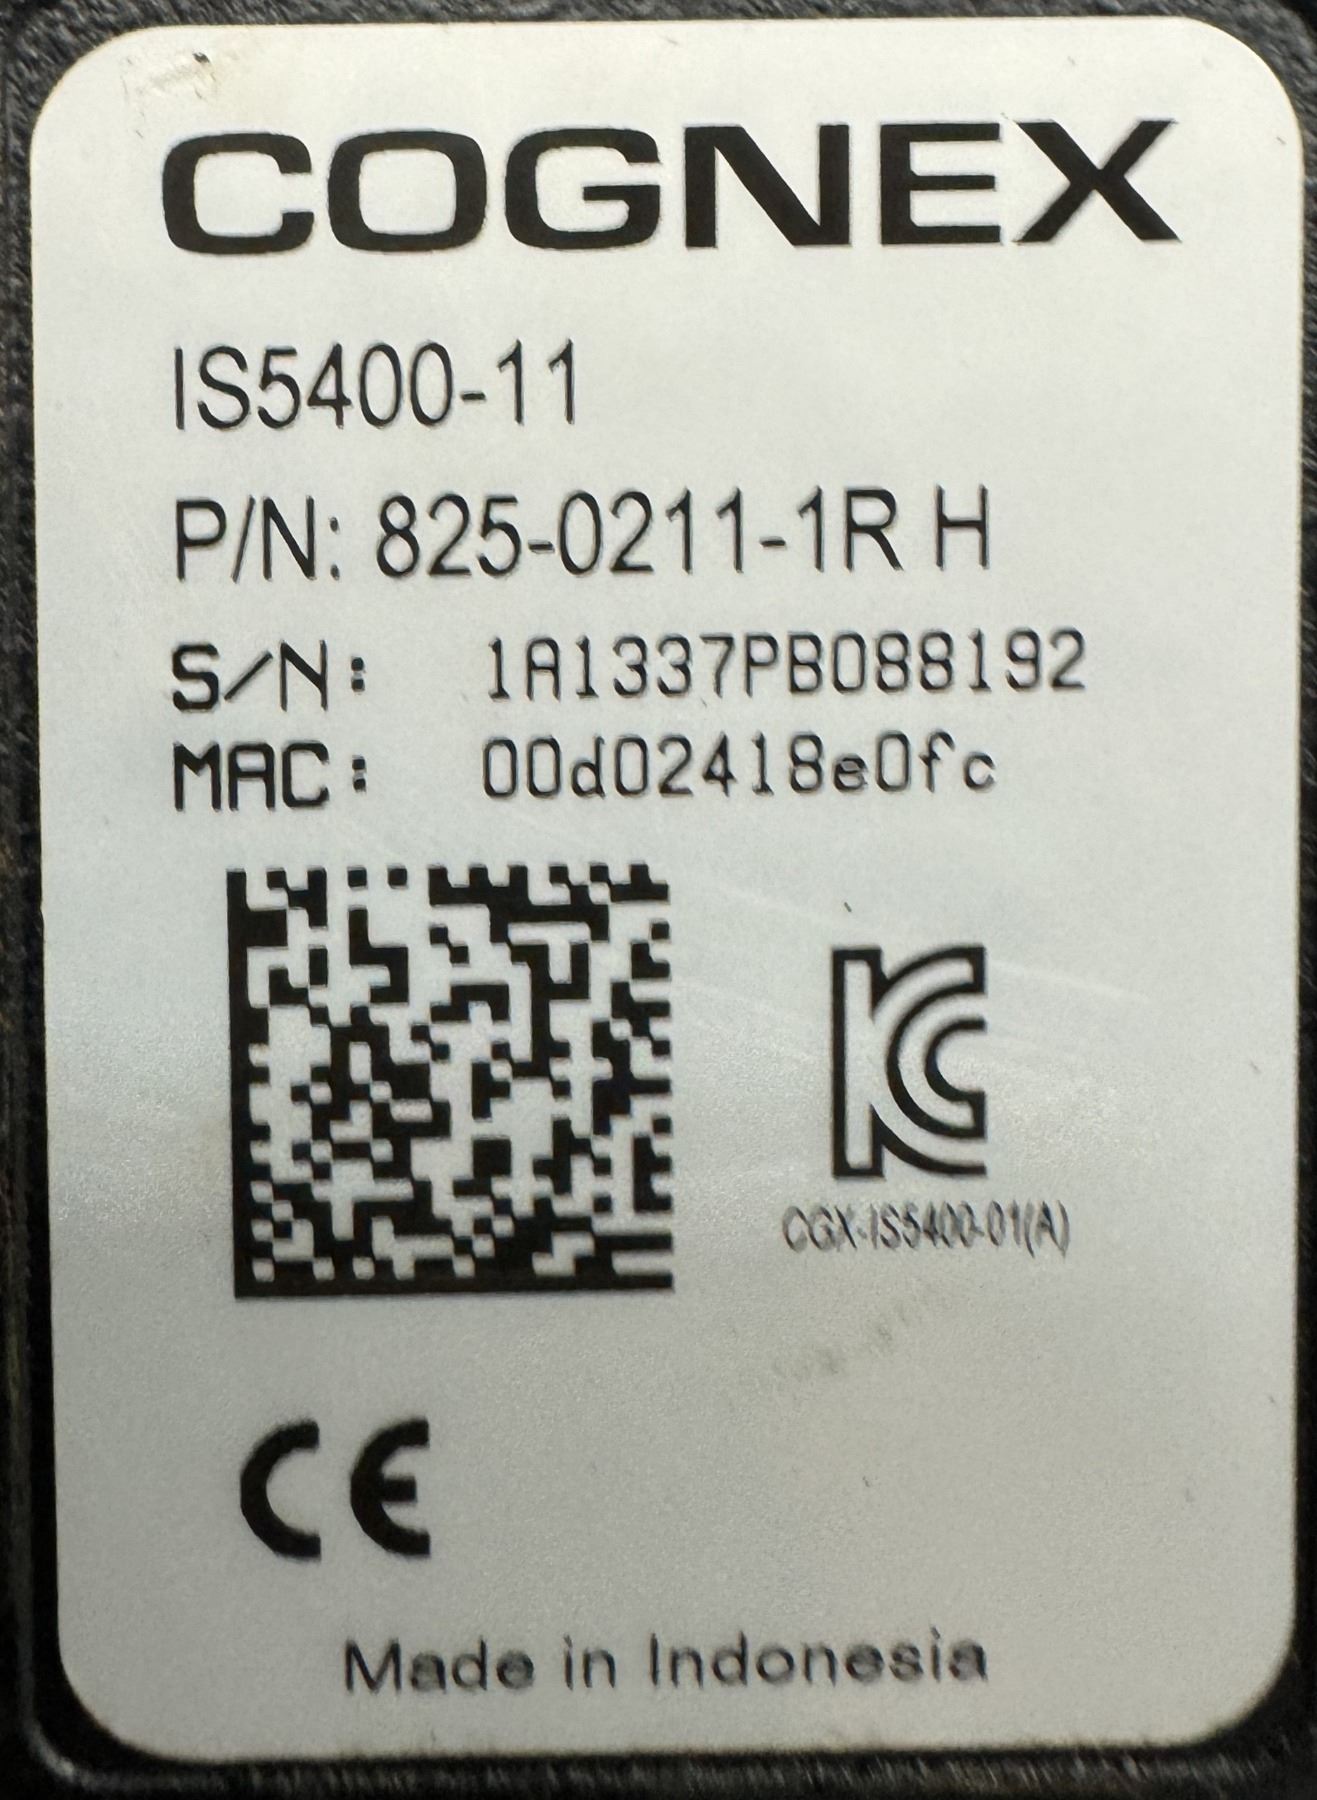 COGNEX
IS5400-11
P/N: 825-0211-1R H
S/N: 1A1337PB088192
MAC: 00d02418e0fc
CGX-IS5400-01(A)
CE
Made in Indonesia